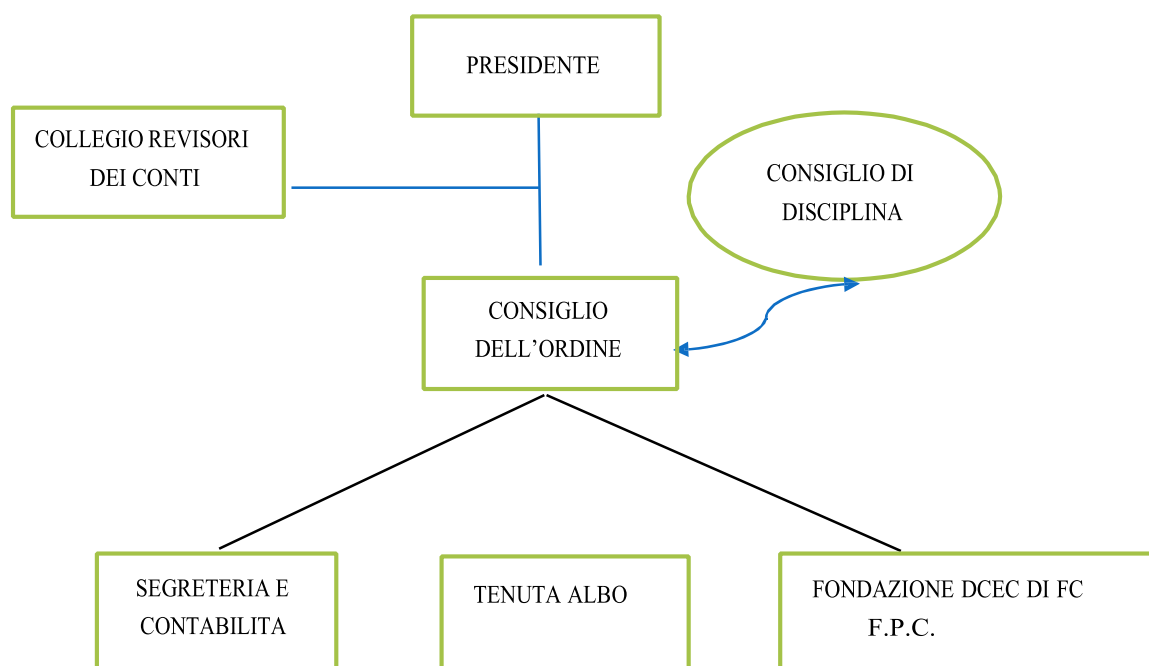 PRESIDENTE
COLLEGIO REVISORI
DEI CONTI
CONSIGLIO DI
DISCIPLINA
CONSIGLIO
DELL’ORDINE
SEGRETERIA E
CONTABILITA
TENUTA ALBO
FONDAZIONE DCEC DI FC
F.P.C.